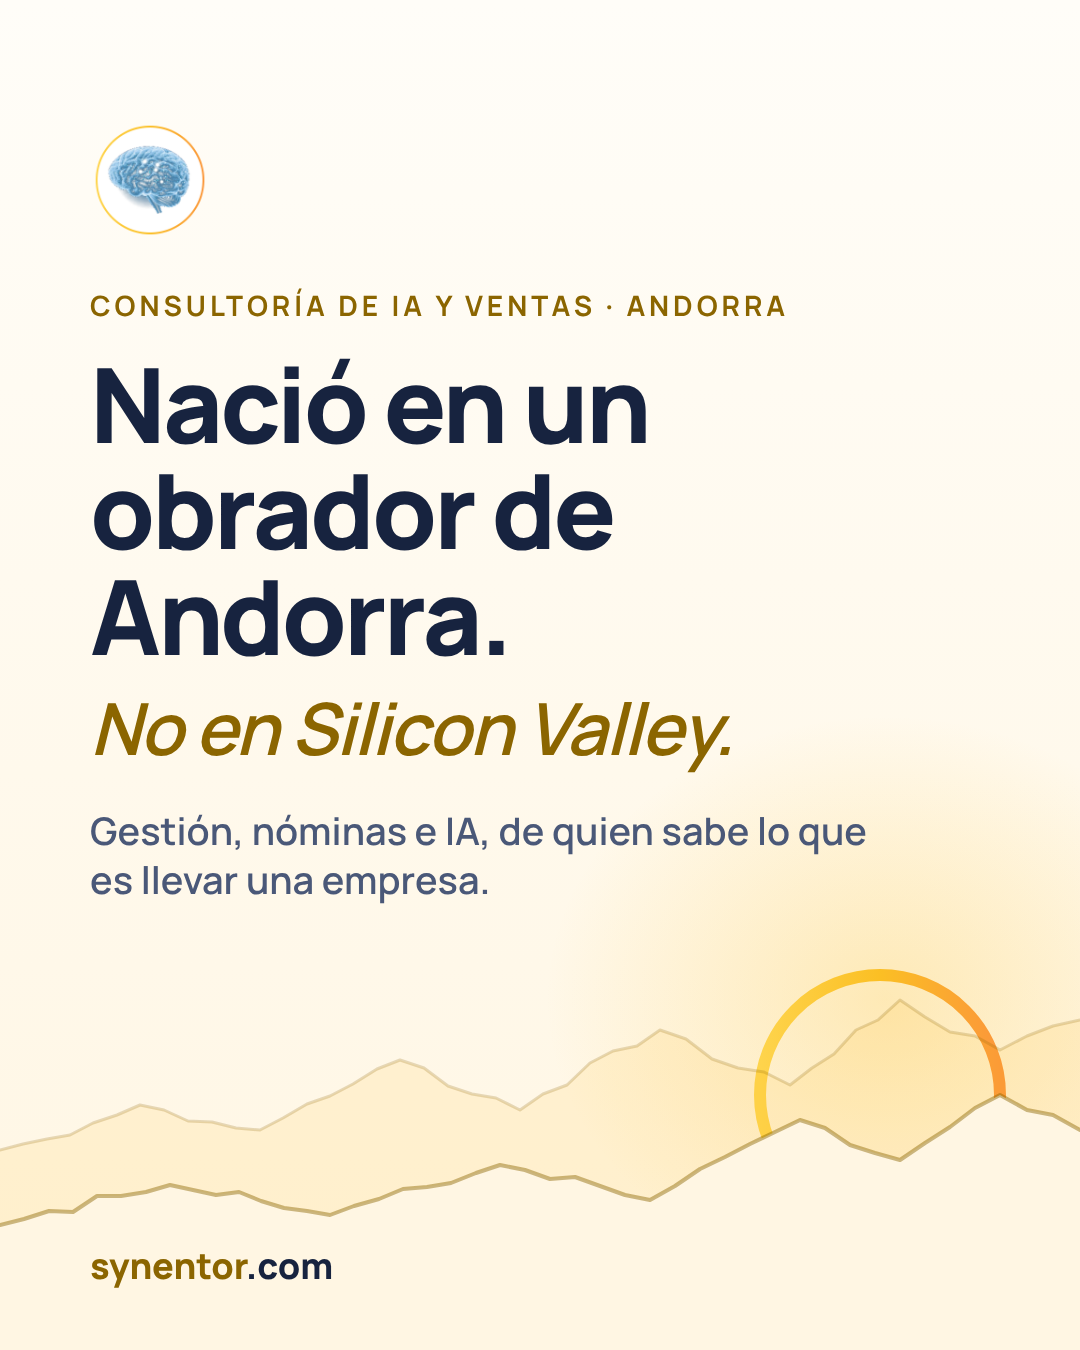 CONSULTORÍA DE IA Y VENTAS · ANDORRA
Nació en un
obrador de
Andorra.
No en Silicon Valley.
Gestión, nóminas e IA, de quien sabe lo que
es llevar una empresa.
synentor.com